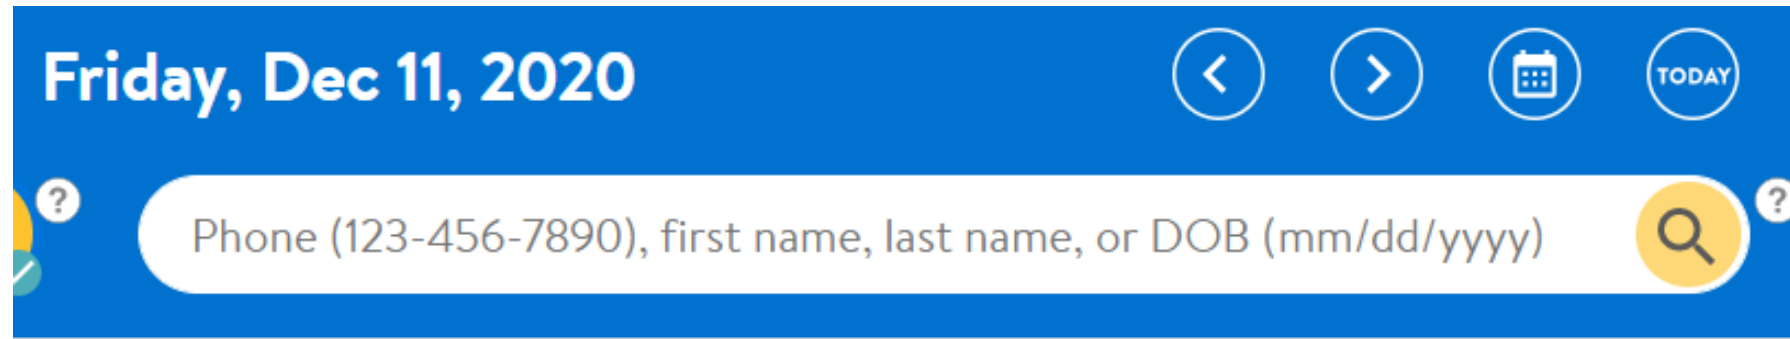 Friday, Dec 11, 2020
TODAY
?
Phone (123-456-7890), first name, last name, or DOB (mm/dd/yyyy)
?